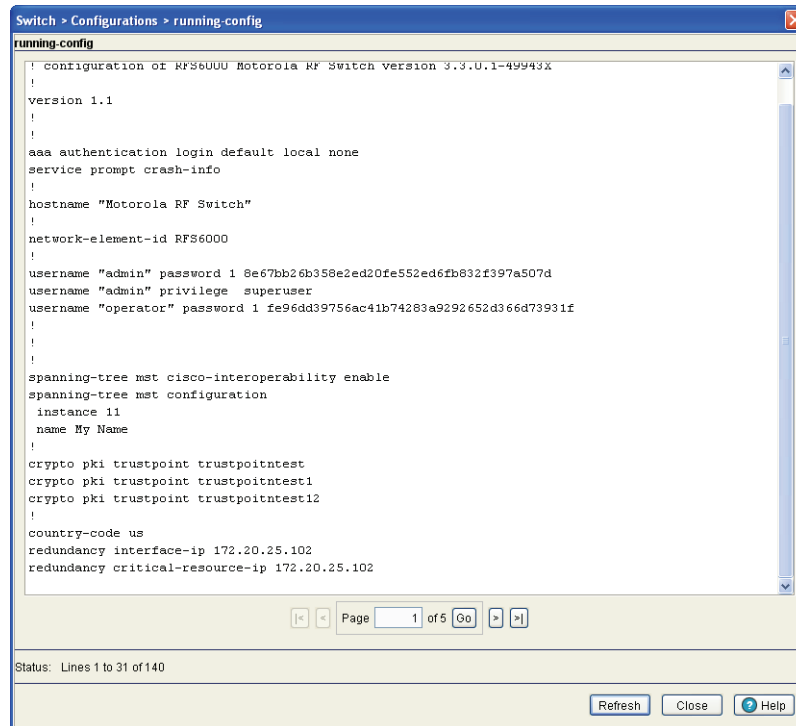 Switch > Configurations > running-config
running-config
! configuration of RFS6000 Motorola RF Switch version 3.3.0.1-49943X
!
version 1.1
!
!
aaa authentication login default local none
service prompt crash-info
!
hostname "Motorola RF Switch"
!
network-element-id RFS6000
!
username "admin" password 1 8e67bb26b358e2ed20fe552ed6fb832f397a507d
username "admin" privilege  superuser
username "operator" password 1 fe96dd39756ac41b74283a9292652d366d73931f
!
!
!
spanning-tree mst cisco-interoperability enable
spanning-tree mst configuration
 instance 11
 name My Name
!
crypto pki trustpoint trustpoitntest
crypto pki trustpoint trustpoitntest1
crypto pki trustpoint trustpoitntest12
!
country-code us
redundancy interface-ip 172.20.25.102
redundancy critical-resource-ip 172.20.25.102
|< < Page 1 of 5 Go > >|
Status: Lines 1 to 31 of 140
Refresh Close ? Help